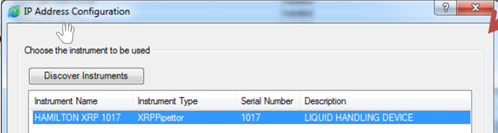 IP Address Configuration
Choose the instrument to be used
Discover Instruments
Instrument Name Instrument Type Serial Number Description
HAMILTON XRP 1017 XRPPipettor 1017 LIQUID HANDLING DEVICE